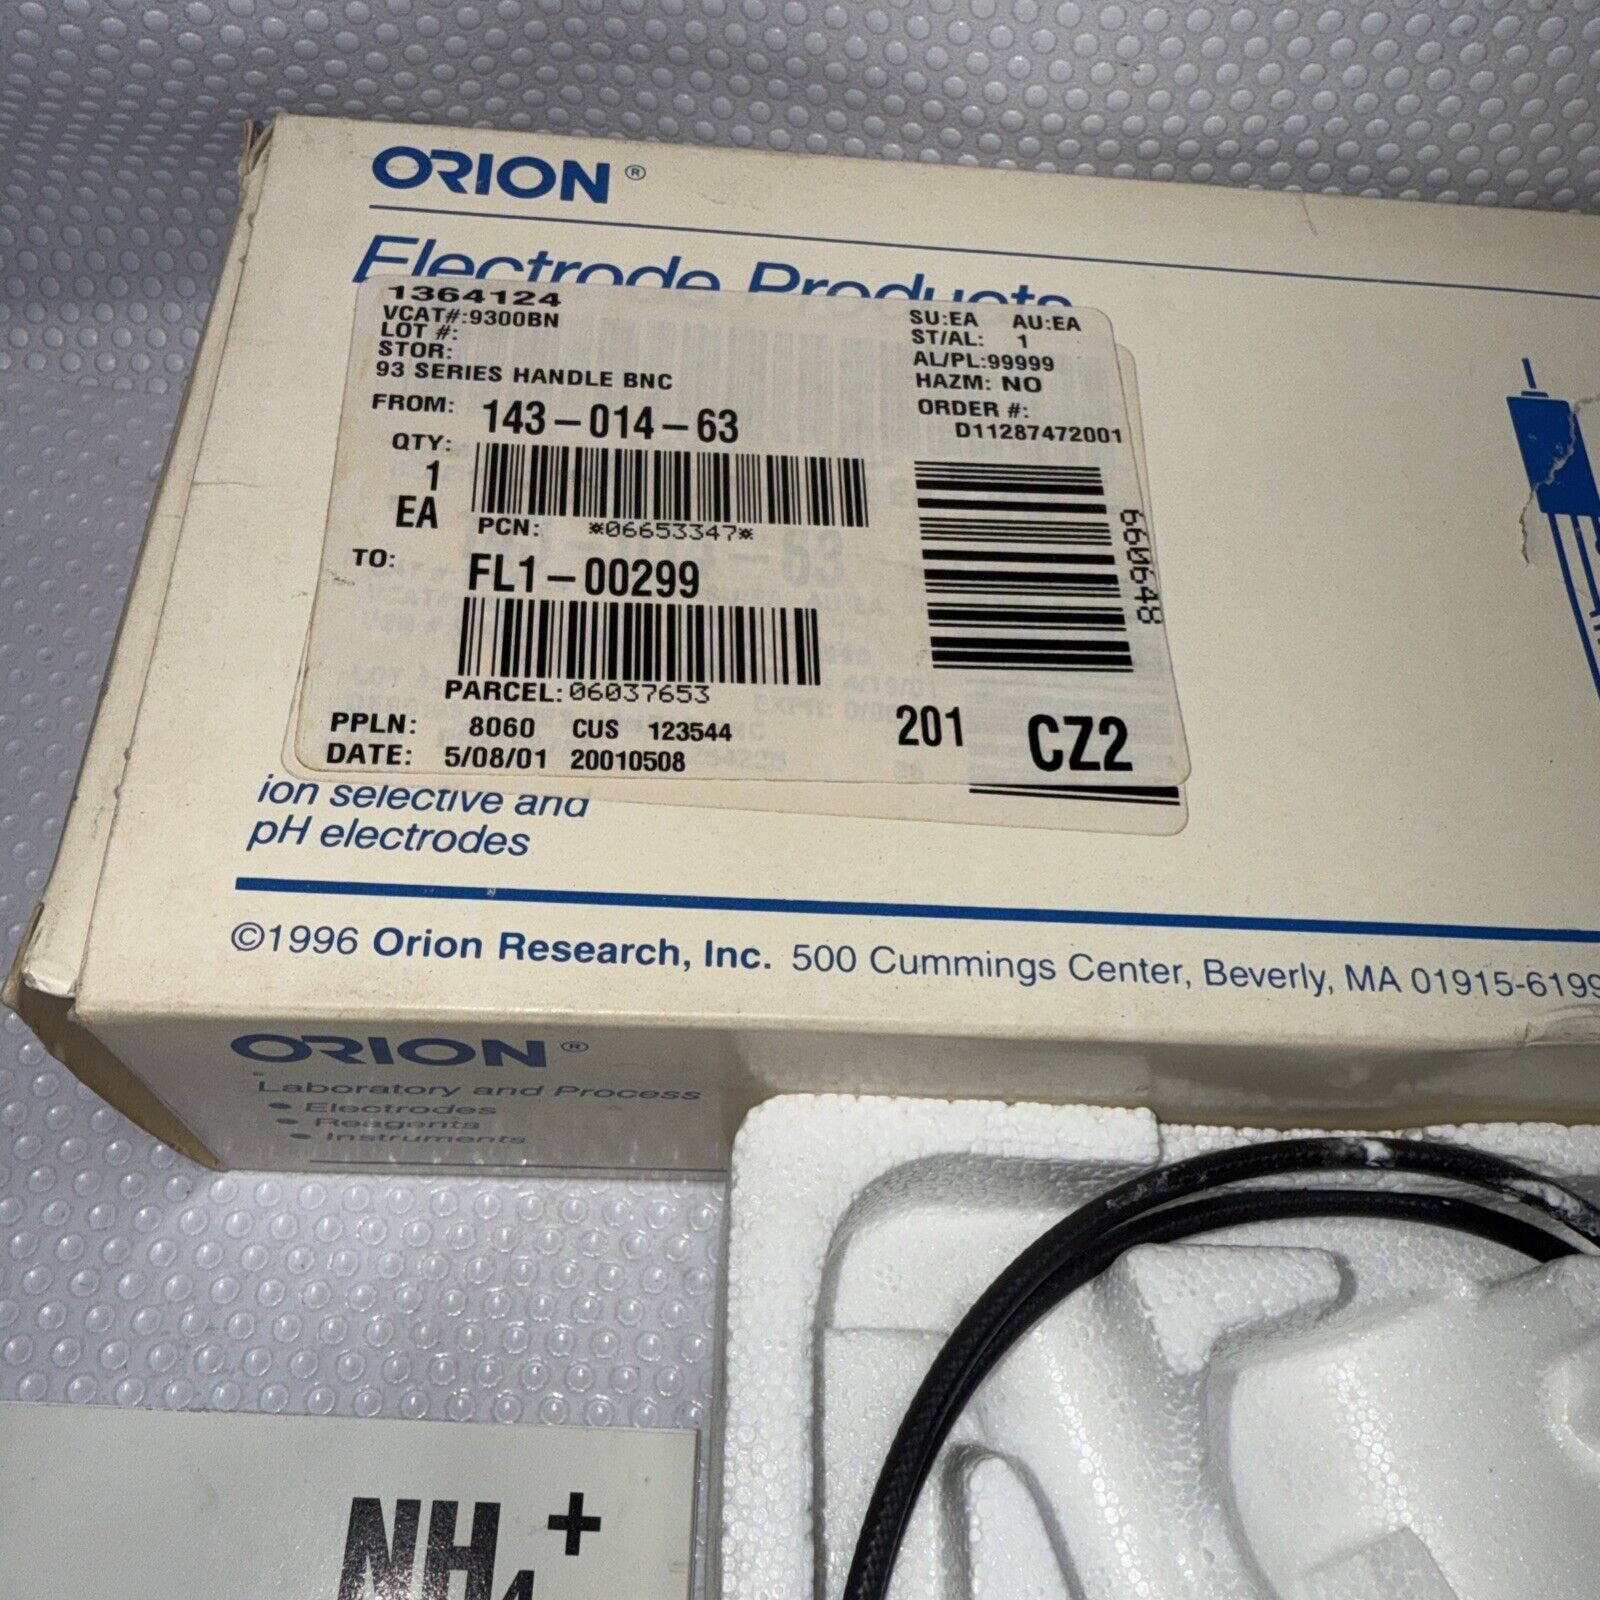 ORION®
Electrode Products
1364124
VCAT#:9300BN
LOT #:
STOR:
93 SERIES HANDLE BNC
SU:EA AU:EA
ST/AL: 1
AL/PL:99999
HAZM: NO
ORDER #:
D11287472001
FROM: 143-014-63
QTY:
1
EA
PCN: *06653347*
660648
TO: FL1-00299
PARCEL:06037653
PPLN: 8060 CUS 123544
DATE: 5/08/01 20010508
201 CZ2
ion selective and
pH electrodes
©1996 Orion Research, Inc. 500 Cummings Center, Beverly, MA 01915-6199
ORION®
Laboratory and Process
• Electrodes
• Reagents
• Instruments
NH4+